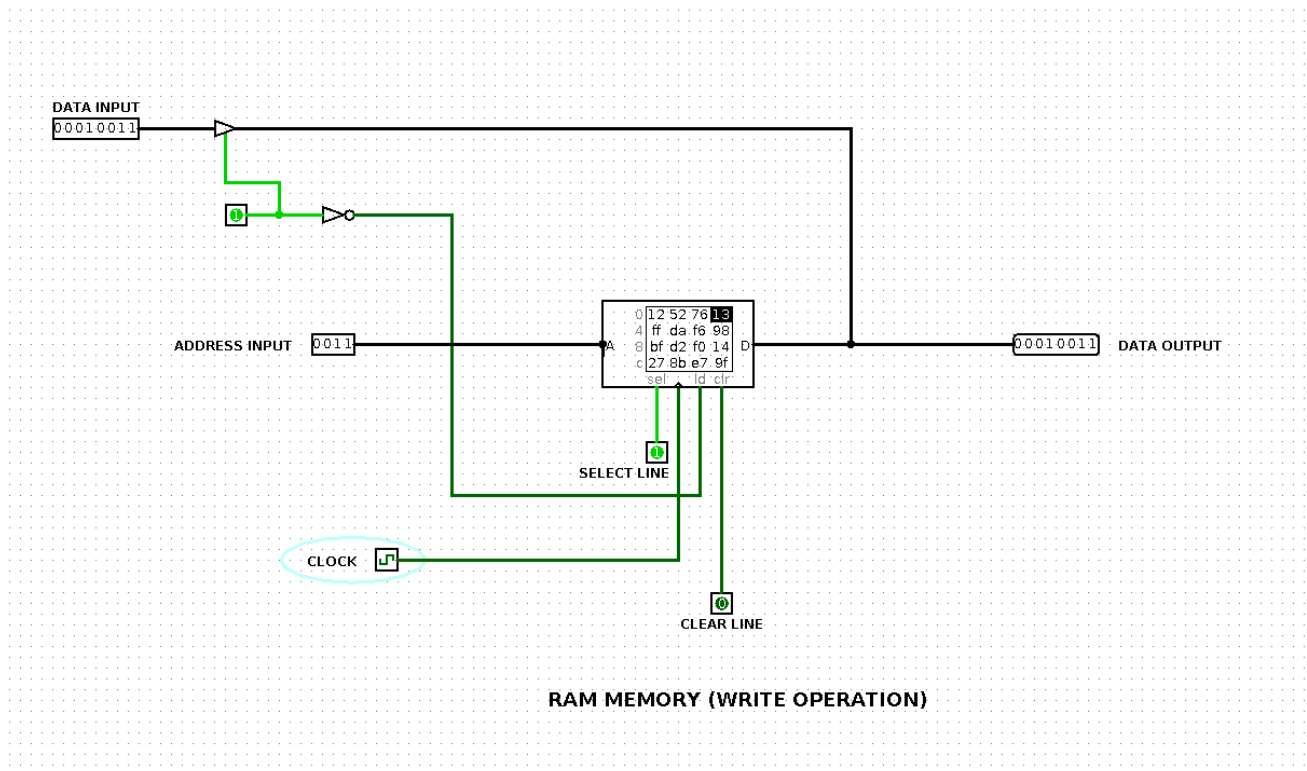 DATA INPUT
00010011
1
0 12 52 76 13
4 ff da f6 98
8 bf d2 f0 14
c 27 8b e7 9f
A
D
sel ld clr
ADDRESS INPUT
0011
00010011
DATA OUTPUT
1
SELECT LINE
CLOCK
0
CLEAR LINE
RAM MEMORY (WRITE OPERATION)